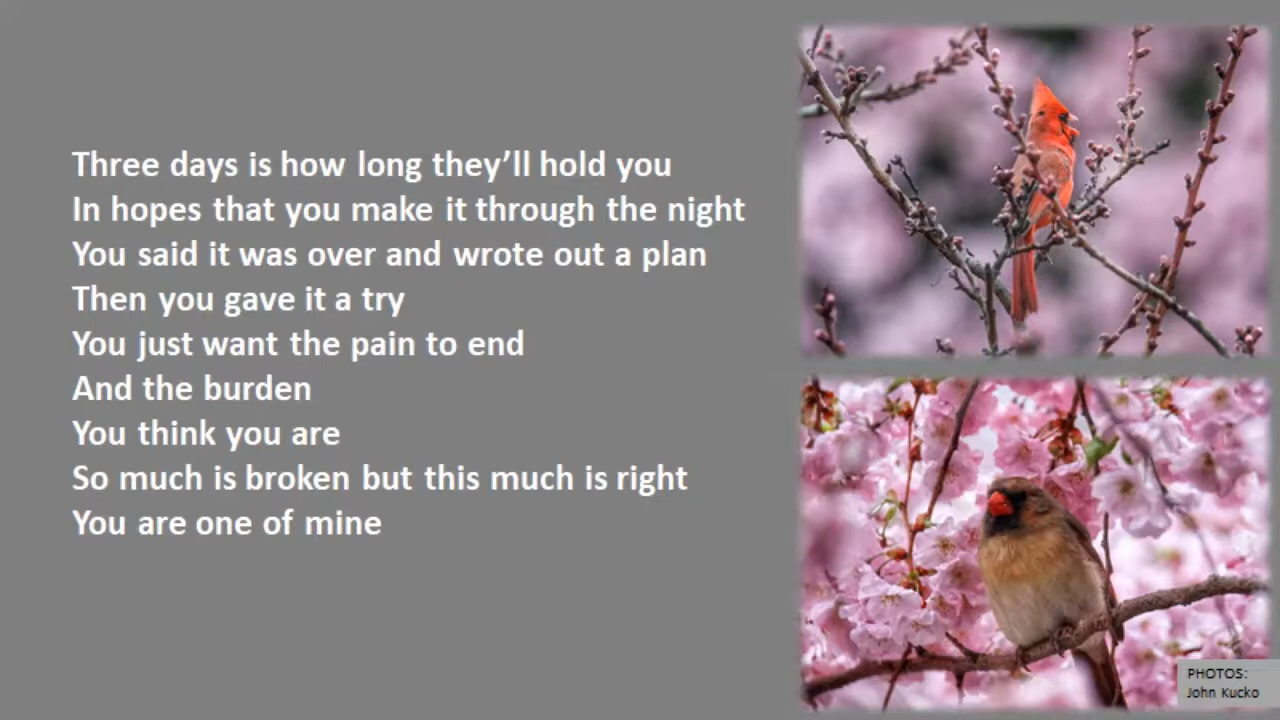 Three days is how long they’ll hold you
In hopes that you make it through the night
You said it was over and wrote out a plan
Then you gave it a try
You just want the pain to end
And the burden
You think you are
So much is broken but this much is right
You are one of mine
PHOTOS:
John Kucko